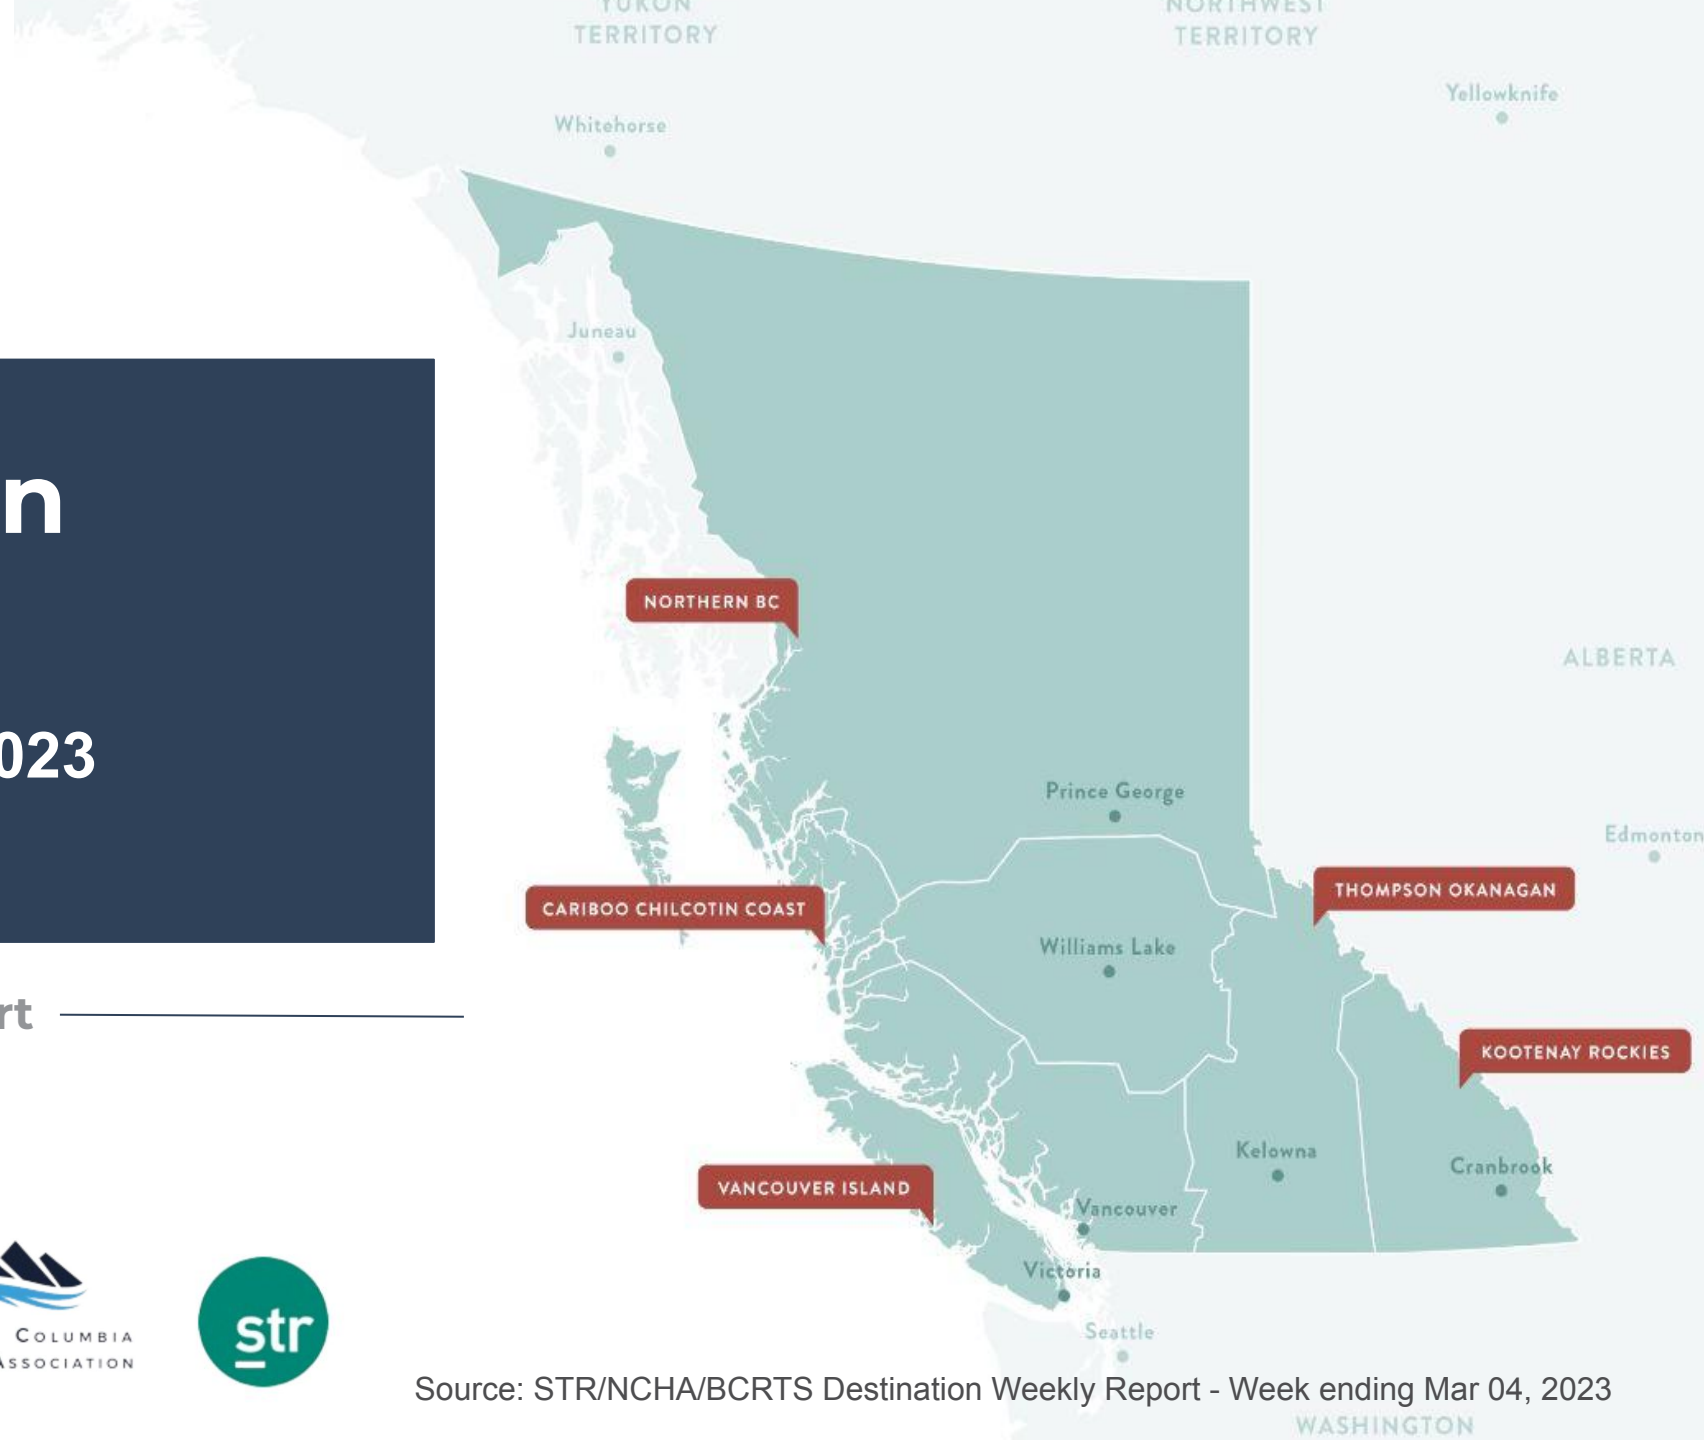 YUKON
TERRITORY
NORTHWEST
TERRITORY
Yellowknife
Whitehorse
Juneau
n
023
NORTHERN BC
ALBERTA
Prince George
Edmonton
THOMPSON OKANAGAN
CARIBOO CHILCOTIN COAST
Williams Lake
rt
KOOTENAY ROCKIES
Kelowna
Cranbrook
VANCOUVER ISLAND
Vancouver
Victoria
COLUMBIA
ASSOCIATION
str
Seattle
Source: STR/NCHA/BCRTS Destination Weekly Report - Week ending Mar 04, 2023
WASHINGTON